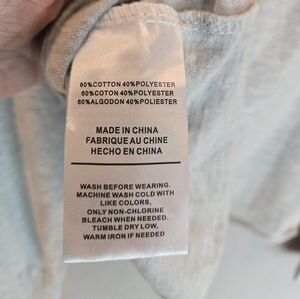 60%COTTON 40%POLYESTER
60%COTON 40%POLYESTER
60%ALGODON 40%POLIESTER
MADE IN CHINA
FABRIQUE AU CHINE
HECHO EN CHINA
WASH BEFORE WEARING.
MACHINE WASH COLD WITH
LIKE COLORS,
ONLY NON-CHLORINE
BLEACH WHEN NEEDED.
TUMBLE DRY LOW,
WARM IRON IF NEEDED